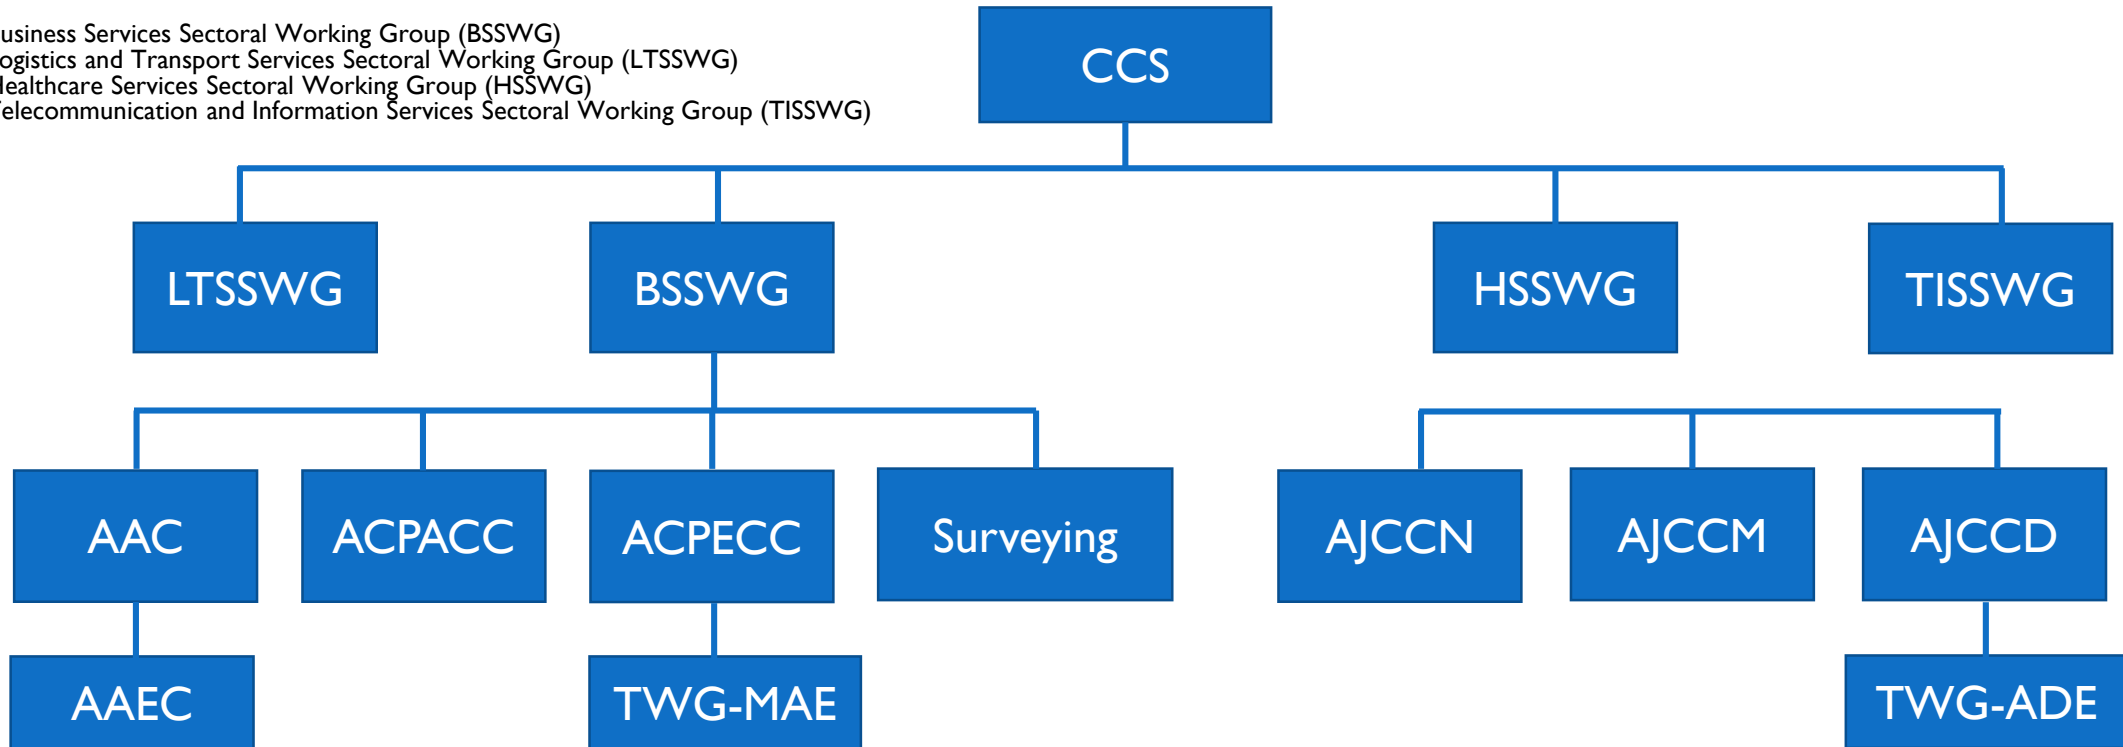 usiness Services Sectoral Working Group (BSSWG)
ogistics and Transport Services Sectoral Working Group (LTSSWG)
Healthcare Services Sectoral Working Group (HSSWG)
elecommunication and Information Services Sectoral Working Group (TISSWG)
CCS
LTSSWG
BSSWG
HSSWG
TISSWG
AAC
ACPACC
ACPECC
Surveying
AJCCN
AJCCM
AJCCD
AAEC
TWG-MAE
TWG-ADE